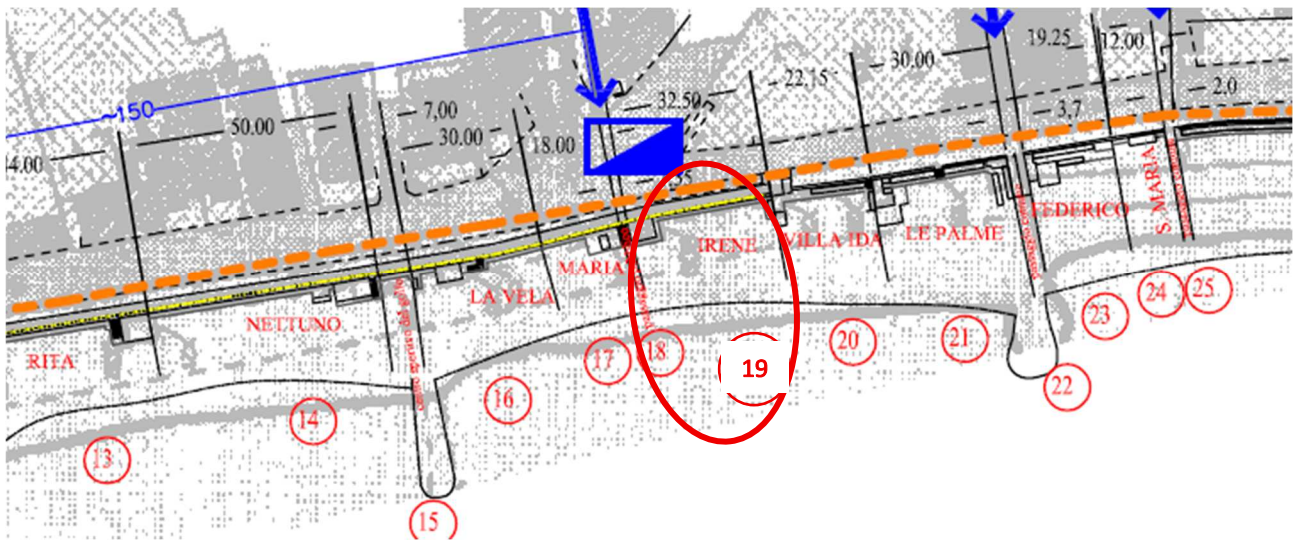 ~150
50.00
7,00
30.00
18.00
32.50
22.15
30.00
19.25
12.00
3,7
2.0
4.00
RITA
NETTUNO
LA VELA
MARIA
IRENE
VILLA IDA
LE PALME
FEDERICO
S. MARIA
13
14
15
16
17
18
19
20
21
22
23
24
25